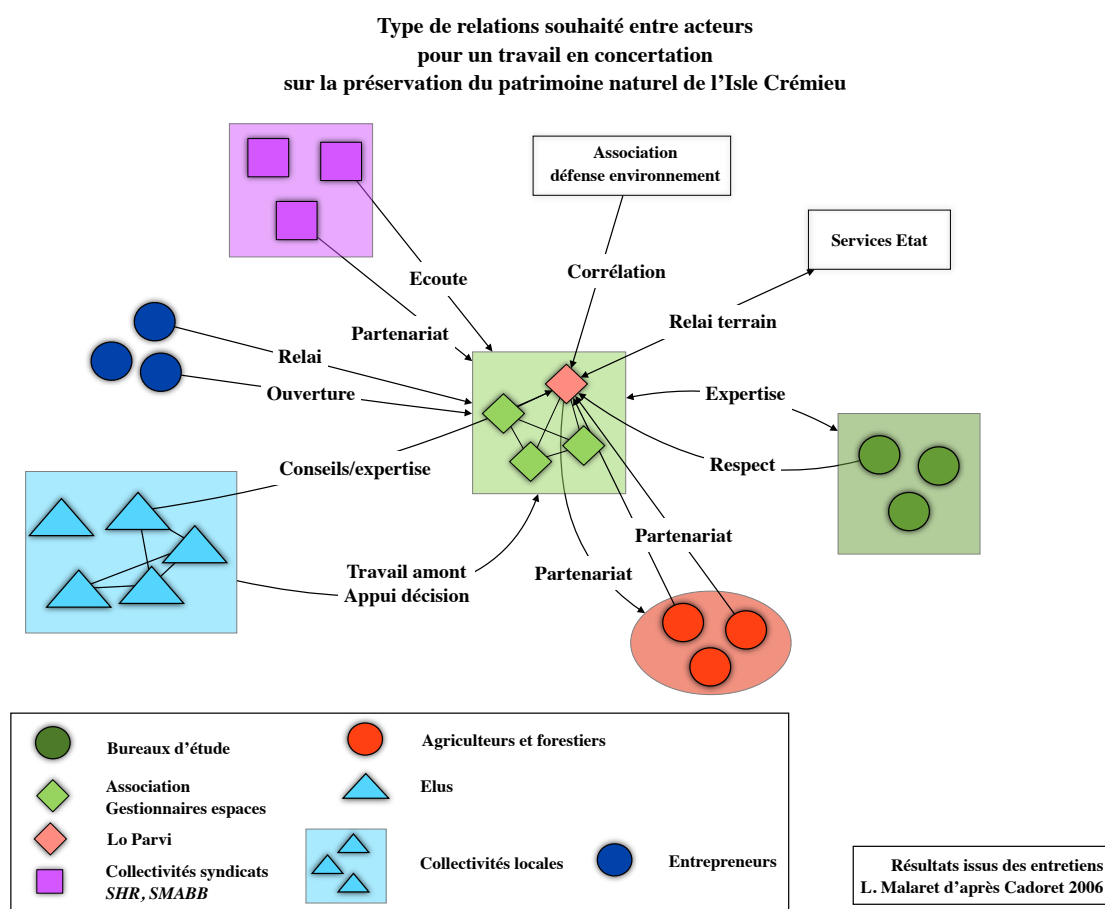 Type de relations souhaité entre acteurs
pour un travail en concertation
sur la préservation du patrimoine naturel de l'Isle Crémieu
Association
défense environnement
Services Etat
Ecoute
Corrélation
Partenariat
Relai terrain
Relai
Ouverture
Expertise
Conseils/expertise
Respect
Partenariat
Travail amont
Appui décision
Partenariat
Bureaux d'étude
Association
Gestionnaires espaces
Lo Parvi
Collectivités syndicats
SHR, SMABB
Agriculteurs et forestiers
Elus
Collectivités locales
Entrepreneurs
Résultats issus des entretiens
L. Malaret d'après Cadoret 2006